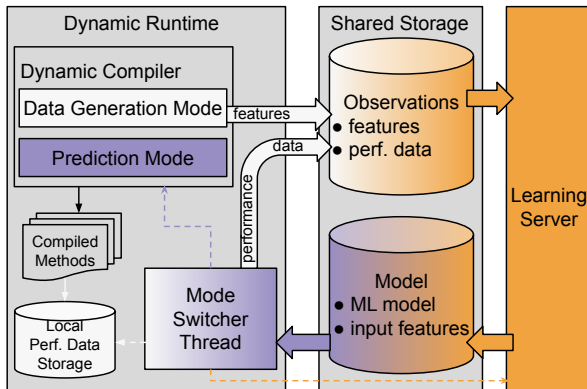 Dynamic Runtime
Shared Storage
Dynamic Compiler
Data Generation Mode
Prediction Mode
features
performance
data
Observations
● features
● perf. data
Learning
Server
Compiled
Methods
Local
Perf. Data
Storage
Mode
Switcher
Thread
Model
● ML model
● input features